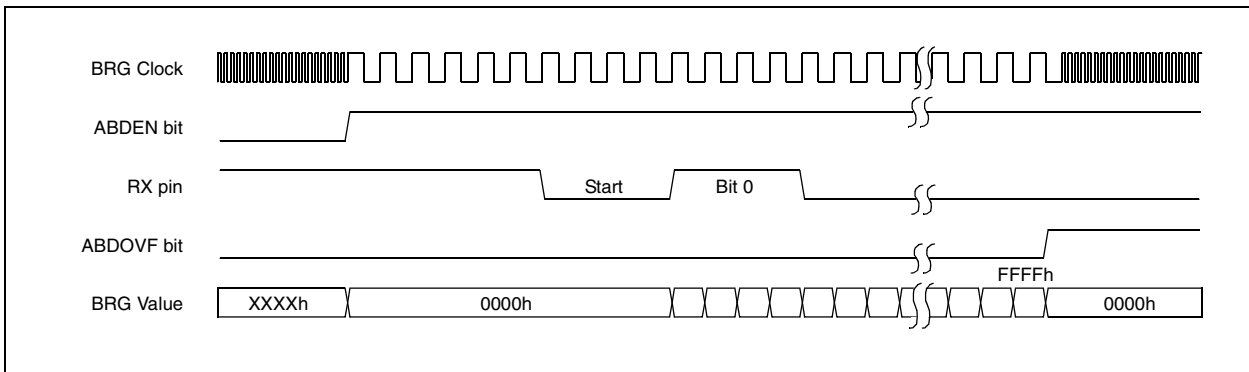 BRG Clock
ABDEN bit
RX pin
Start
Bit 0
ABDOVF bit
FFFFh
BRG Value
XXXXh
0000h
0000h